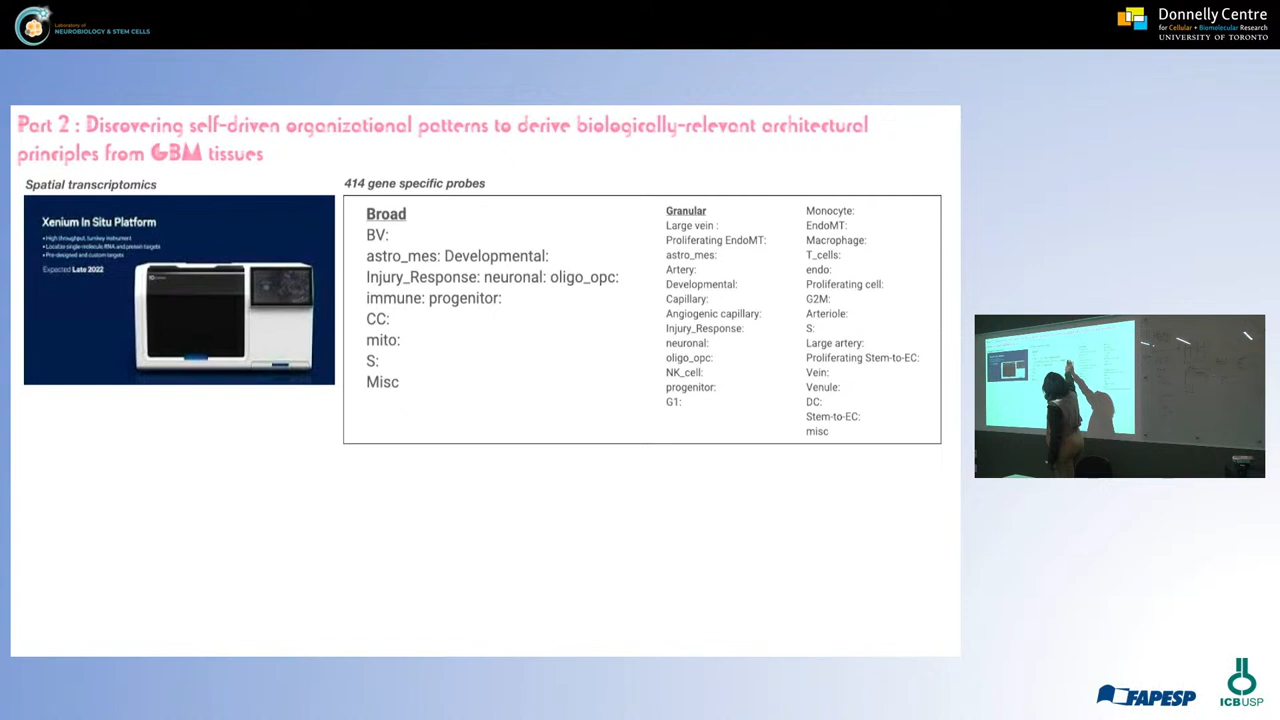 Laboratory of
NEUROBIOLOGY & STEM CELLS
Donnelly Centre
for Cellular + Biomolecular Research
UNIVERSITY OF TORONTO
Part 2 : Discovering self-driven organizational patterns to derive biologically-relevant architectural
principles from GBM tissues
Spatial transcriptomics
Xenium In Situ Platform
• High throughput, turnkey instrument
• Localize single-molecule RNA and protein targets
• Pre-designed and custom targets
Expected Late 2022
414 gene specific probes
Broad
BV:
astro_mes: Developmental:
Injury_Response: neuronal: oligo_opc:
immune: progenitor:
CC:
mito:
S:
Misc
Granular
Large vein :
Proliferating EndoMT:
astro_mes:
Artery:
Developmental:
Capillary:
Angiogenic capillary:
Injury_Response:
neuronal:
oligo_opc:
NK_cell:
progenitor:
G1:
Monocyte:
EndoMT:
Macrophage:
T_cells:
endo:
Proliferating cell:
G2M:
Arteriole:
S:
Large artery:
Proliferating Stem-to-EC:
Vein:
Venule:
DC:
Stem-to-EC:
misc
FAPESP
ICBUSP